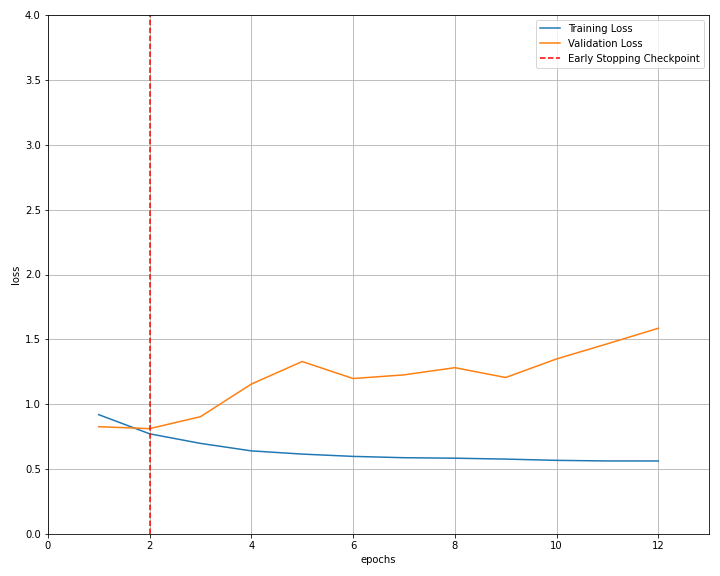 4.0
3.5
3.0
2.5
2.0
1.5
1.0
0.5
0.0
loss
Training Loss
Validation Loss
Early Stopping Checkpoint
0 2 4 6 8 10 12
epochs